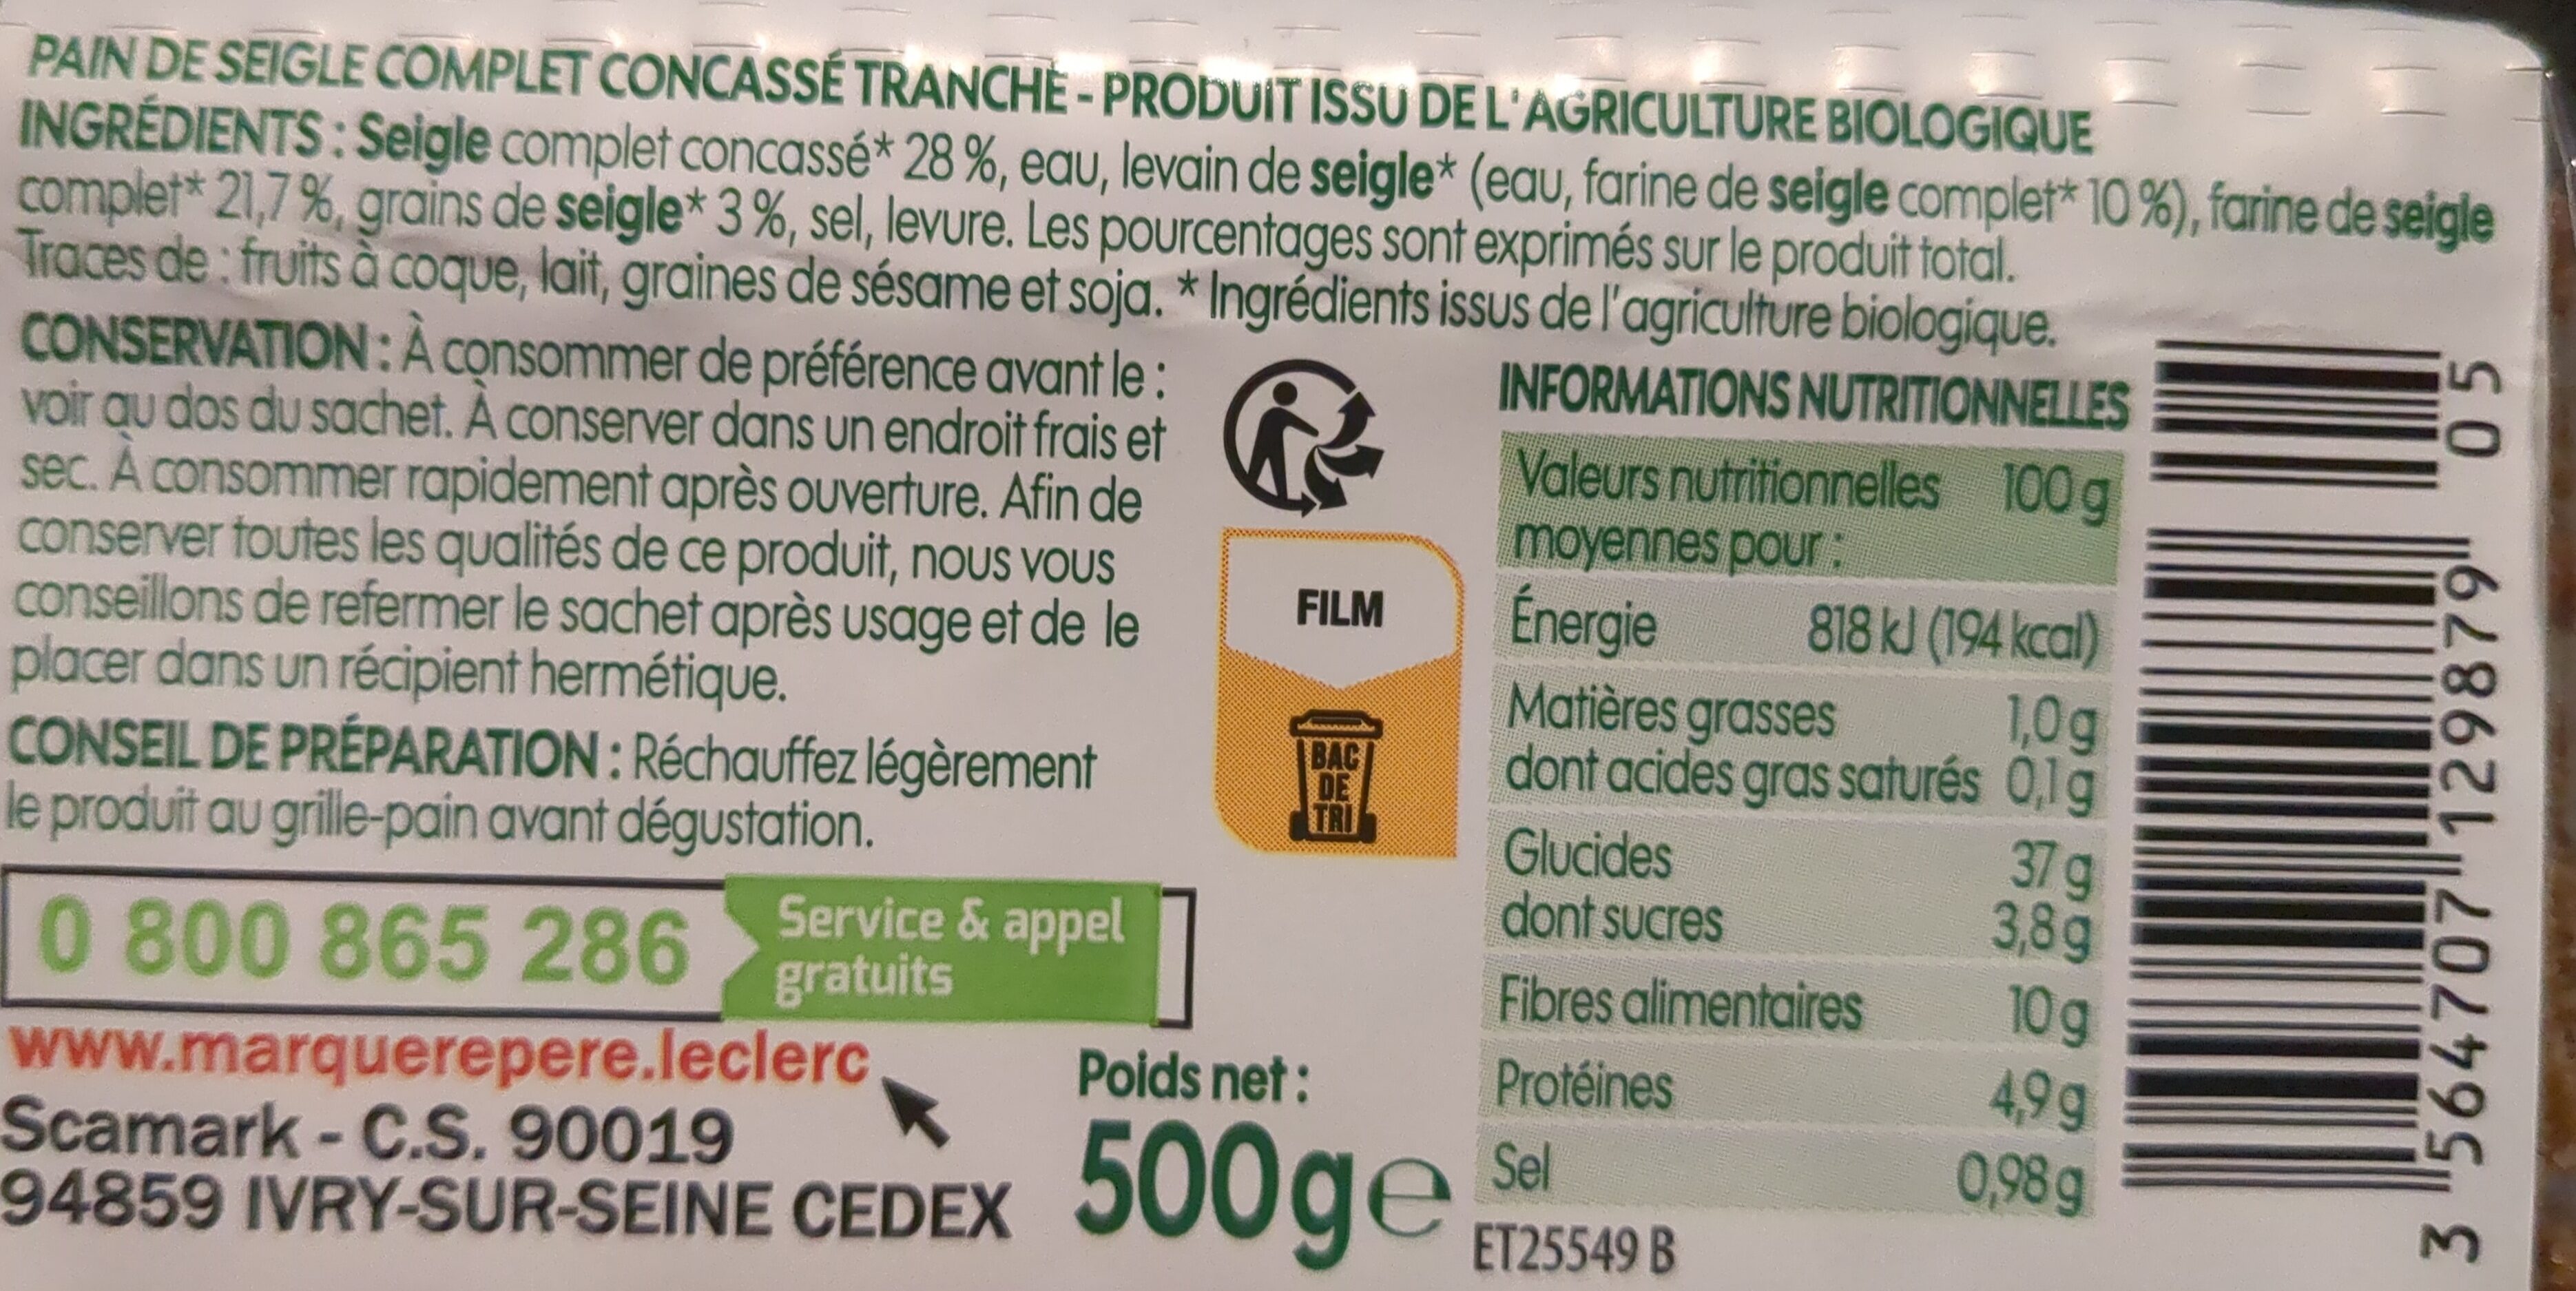 PAIN DE SEIGLE COMPLET CONCASSÉ TRANCHÉ - PRODUIT ISSU DE L'AGRICULTURE BIOLOGIQUE
INGRÉDIENTS : Seigle complet concassé* 28 %, eau, levain de seigle* (eau, farine de seigle complet* 10 %), farine de seigle
complet* 21,7 %, grains de seigle* 3 %, sel, levure. Les pourcentages sont exprimés sur le produit total.
Traces de : fruits à coque, lait, graines de sésame et soja. * Ingrédients issus de l'agriculture biologique.
CONSERVATION : À consommer de préférence avant le :
voir au dos du sachet. À conserver dans un endroit frais et
sec. À consommer rapidement après ouverture. Afin de
conserver toutes les qualités de ce produit, nous vous
conseillons de refermer le sachet après usage et de le
placer dans un récipient hermétique.
CONSEIL DE PRÉPARATION : Réchauffez légèrement
le produit au grille-pain avant dégustation.
0 800 865 286 Service & appel
gratuits
www.marquerepere.leclerc
Scamark - C.S. 90019
94859 IVRY-SUR-SEINE CEDEX
Poids net :
500 g e
FILM
BAC
DE
TRI
INFORMATIONS NUTRITIONNELLES
Valeurs nutritionnelles 100 g
moyennes pour :
Énergie 818 kJ (194 kcal)
Matières grasses 1,0 g
dont acides gras saturés 0,1 g
Glucides 37 g
dont sucres 3,8 g
Fibres alimentaires 10 g
Protéines 4,9 g
Sel 0,98 g
ET25549 B
3 564707 129879 05